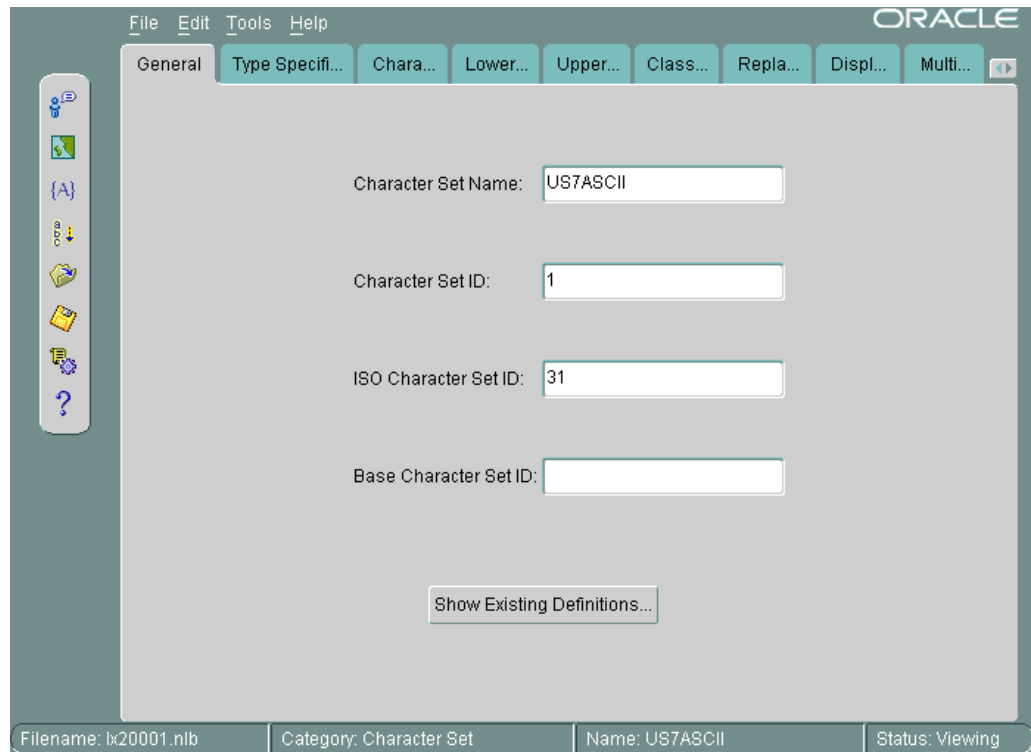 File Edit Tools Help
ORACLE
General Type Specifi... Chara... Lower... Upper... Class... Repla... Displ... Multi...
{A}
a
b
c
?
Character Set Name: US7ASCII
Character Set ID: 1
ISO Character Set ID: 31
Base Character Set ID:
Show Existing Definitions...
Filename: lx20001.nlb Category: Character Set Name: US7ASCII Status: Viewing